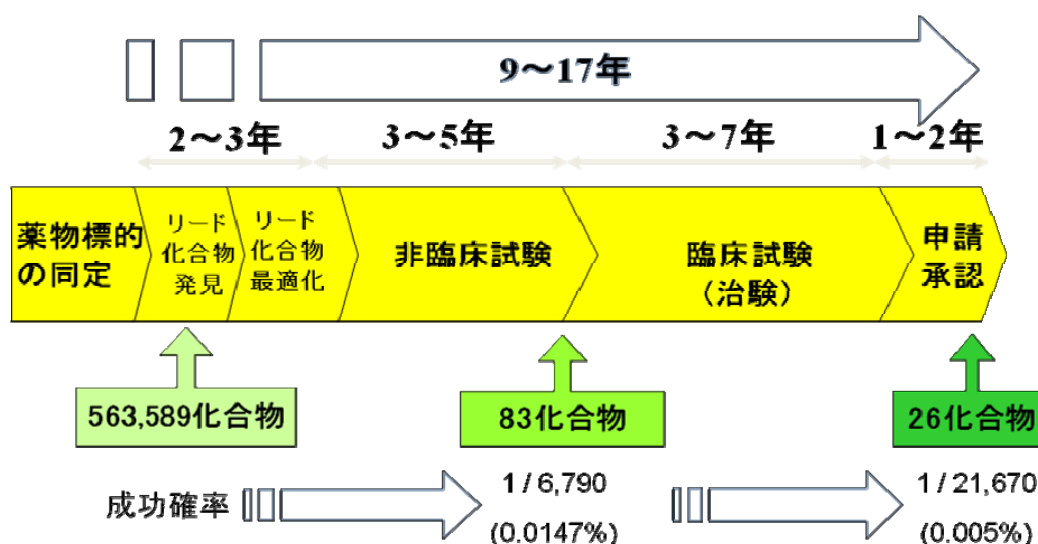 9～17年
2～3年
3～5年
3～7年
1～2年
薬物標的
の同定
リード
化合物
発見
リード
化合物
最適化
非臨床試験
臨床試験
（治験）
申請
承認
563,589化合物
83化合物
26化合物
成功確率
1 / 6,790
(0.0147%)
1 / 21,670
(0.005%)